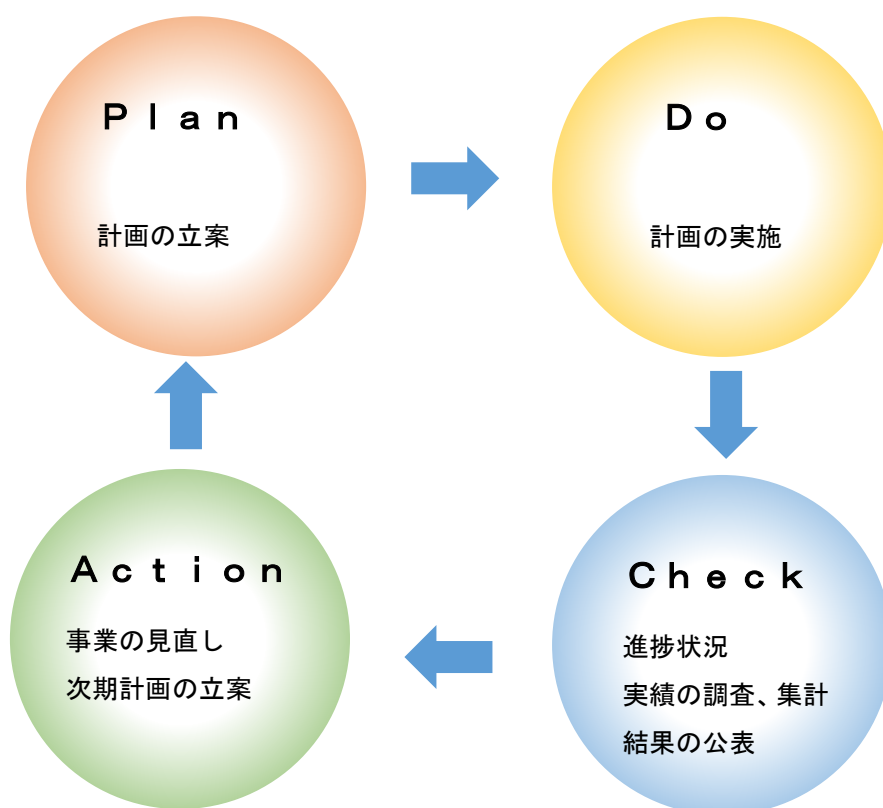 Ｐｌａｎ
計画の立案
Ｄｏ
計画の実施
Ｃｈｅｃｋ
進捗状況
実績の調査、集計
結果の公表
Ａｃｔｉｏｎ
事業の見直し
次期計画の立案